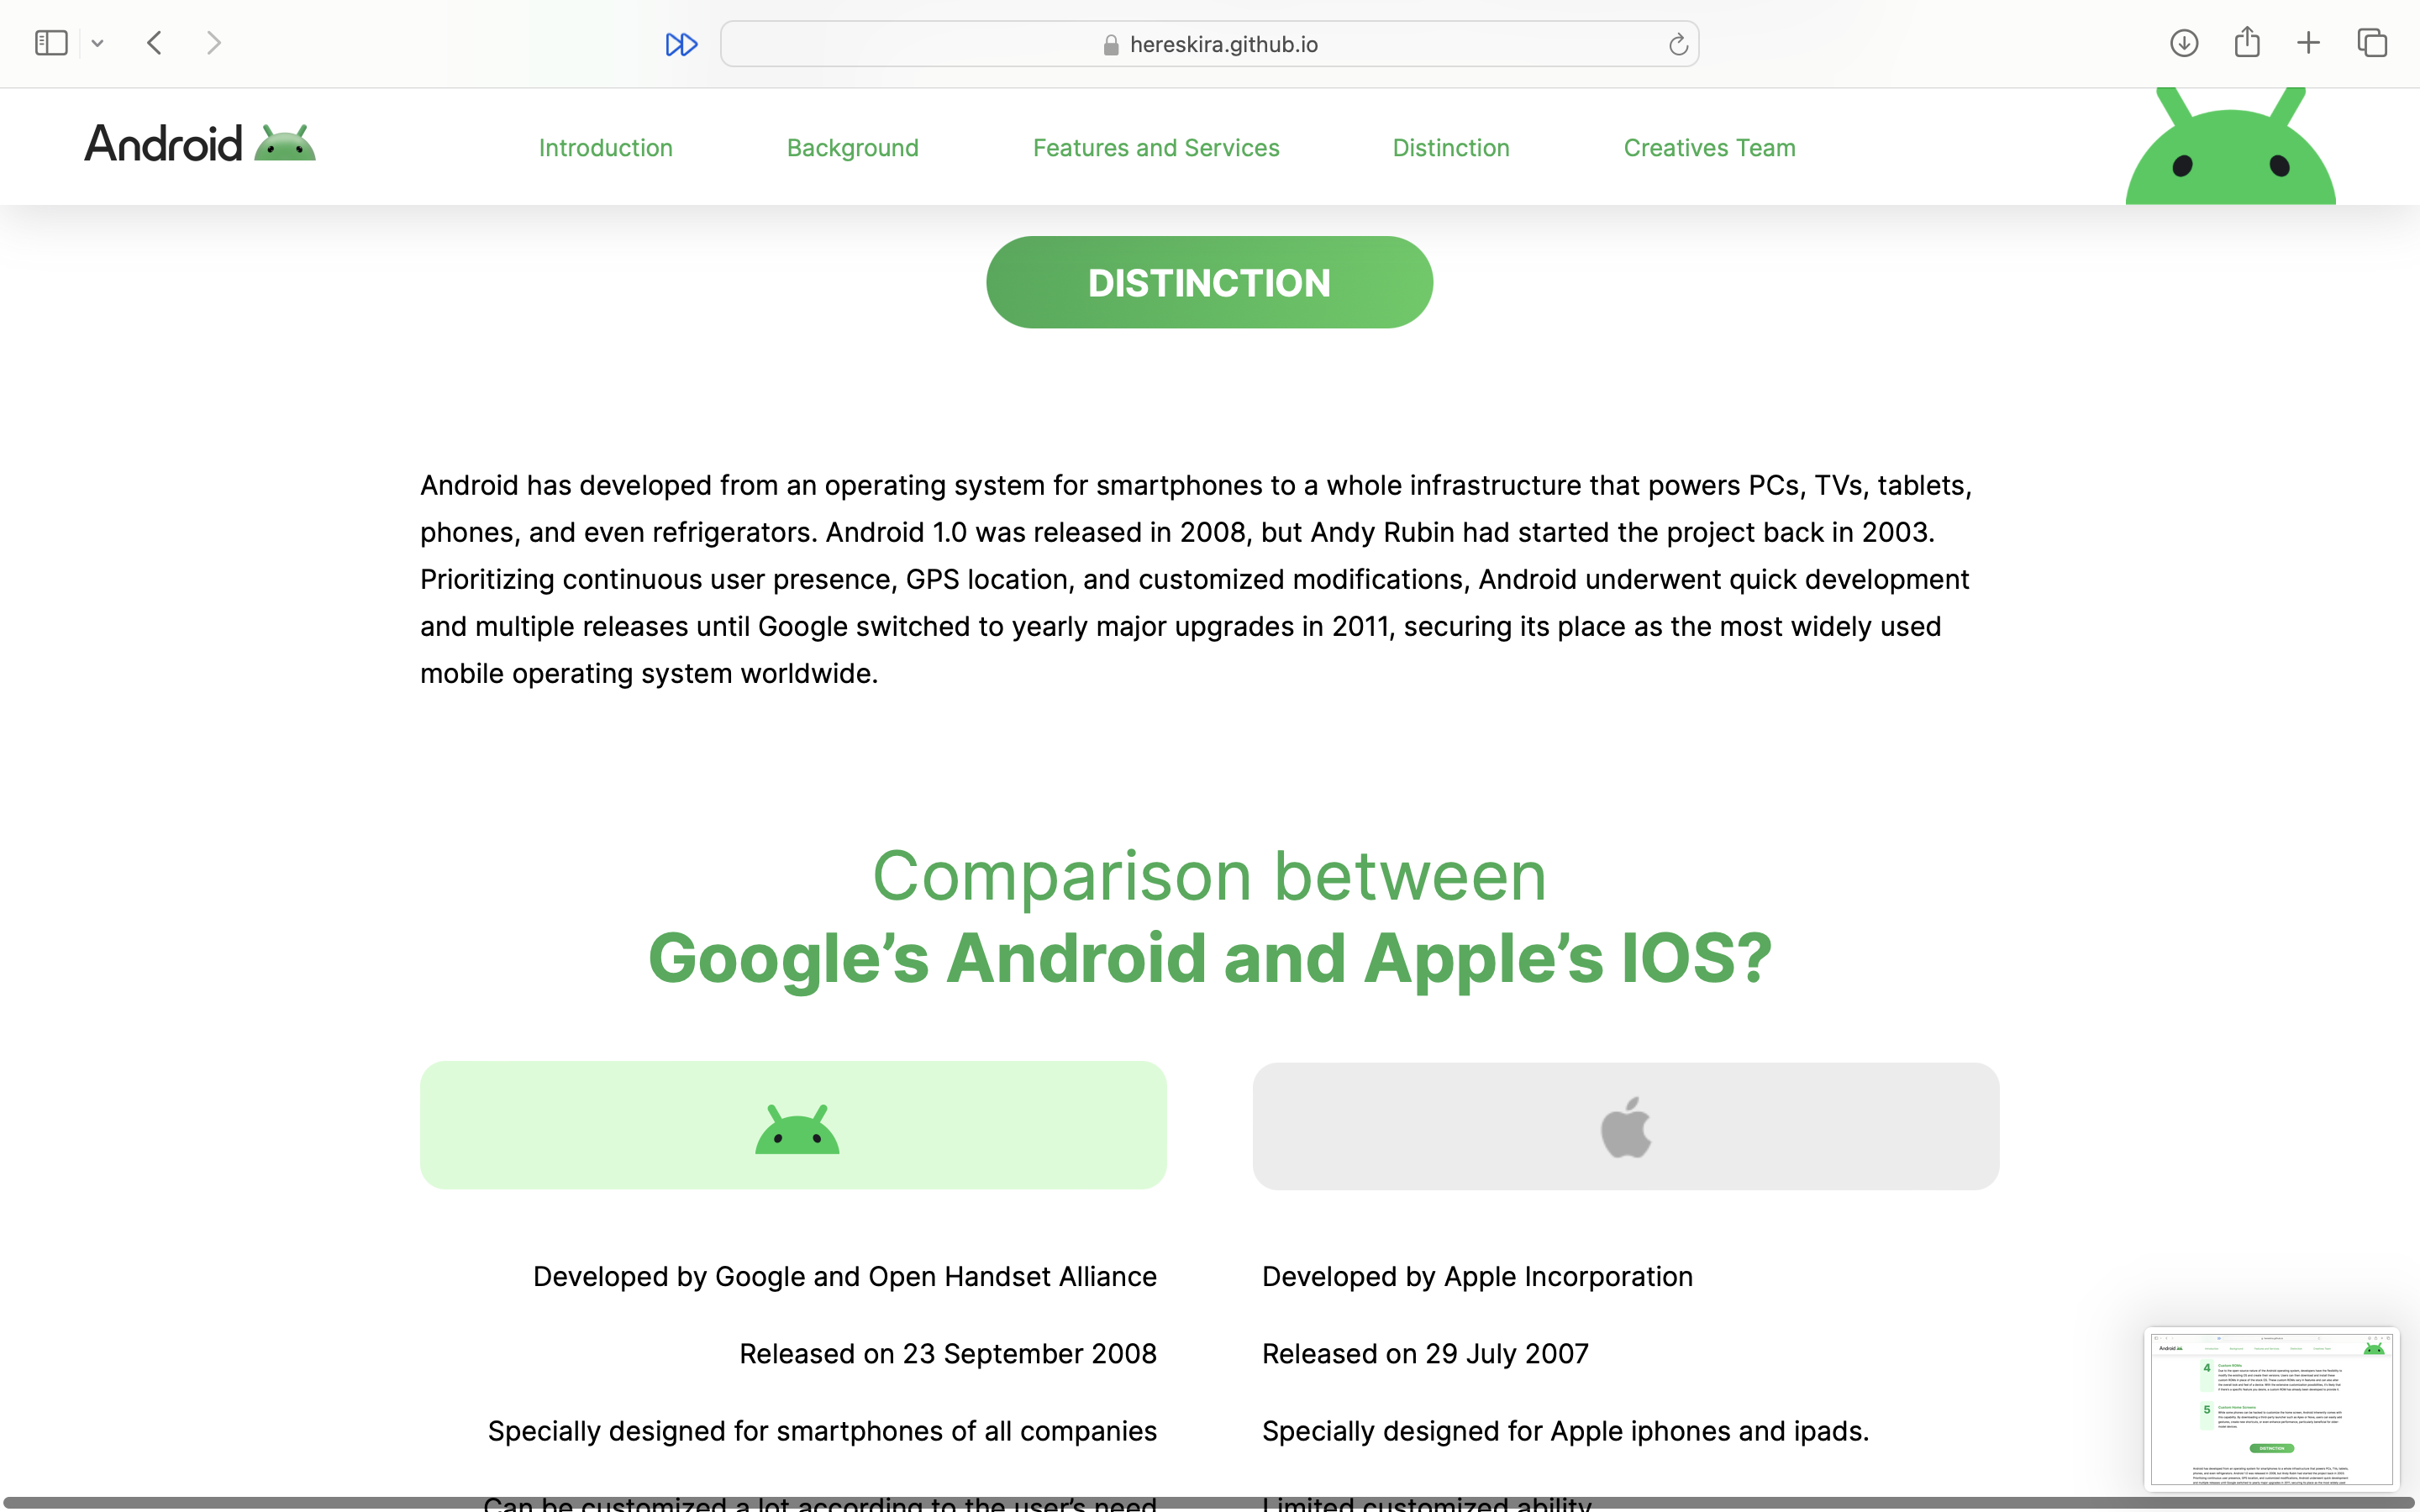 hereskira.github.io
Android
Introduction
Background
Features and Services
Distinction
Creatives Team
DISTINCTION
Android has developed from an operating system for smartphones to a whole infrastructure that powers PCs, TVs, tablets,
phones, and even refrigerators. Android 1.0 was released in 2008, but Andy Rubin had started the project back in 2003.
Prioritizing continuous user presence, GPS location, and customized modifications, Android underwent quick development
and multiple releases until Google switched to yearly major upgrades in 2011, securing its place as the most widely used
mobile operating system worldwide.
Comparison between
Google’s Android and Apple’s IOS?
Developed by Google and Open Handset Alliance
Developed by Apple Incorporation
Released on 23 September 2008
Released on 29 July 2007
Specially designed for smartphones of all companies
Specially designed for Apple iphones and ipads.
Can be customized a lot according to the user’s need
Limited customized ability
Android
4
5
DISTINCTION